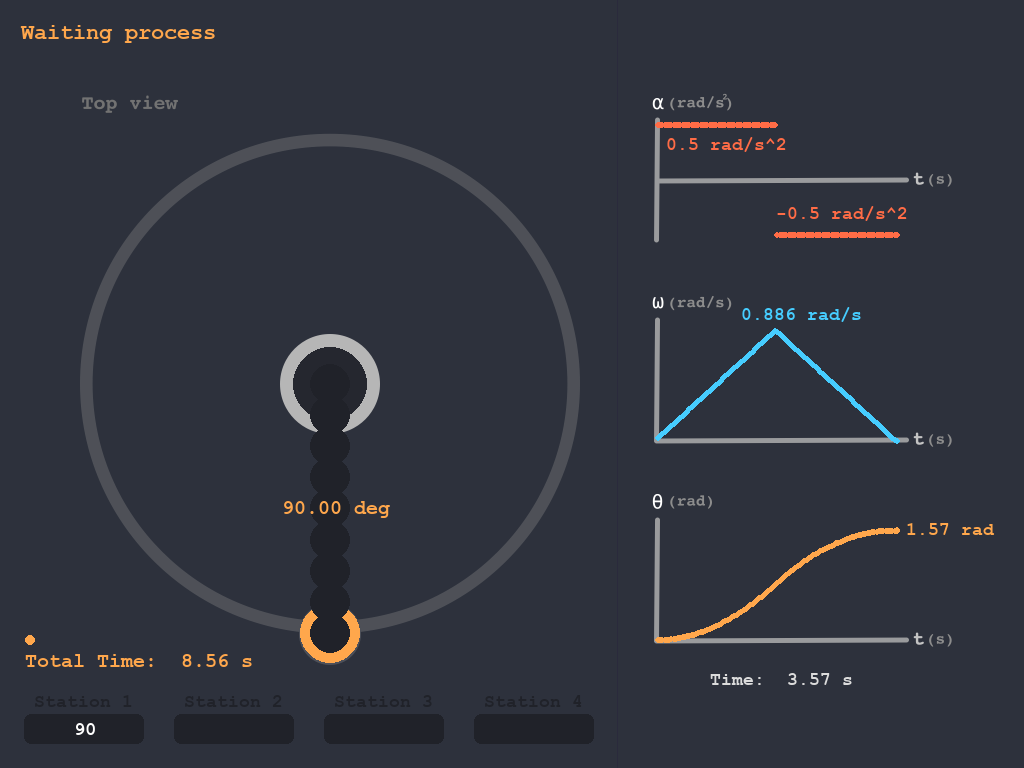 Waiting process
Top view
90.00 deg
Total Time: 8.56 s
Station 1 Station 2 Station 3 Station 4
90
α (rad/s²)
0.5 rad/s^2
t(s)
-0.5 rad/s^2
ω (rad/s)
0.886 rad/s
t(s)
θ (rad)
1.57 rad
t(s)
Time: 3.57 s